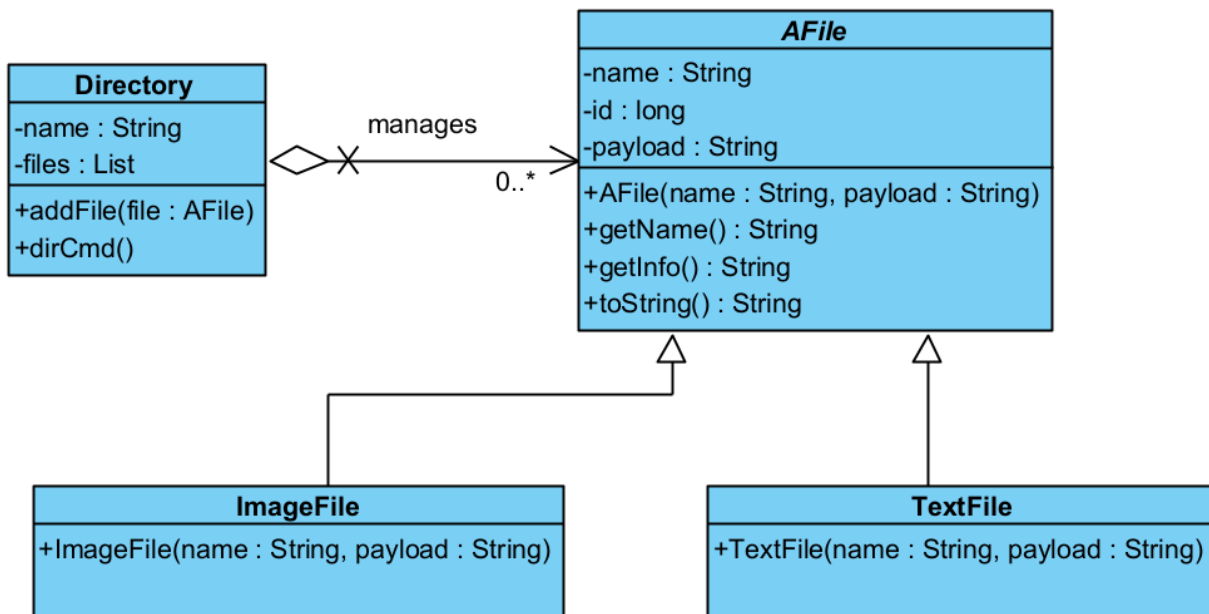 Directory
-name : String
-files : List
+addFile(file : AFile)
+dirCmd()
manages
0..*
AFile
-name : String
-id : long
-payload : String
+AFile(name : String, payload : String)
+getName() : String
+getInfo() : String
+toString() : String
ImageFile
+ImageFile(name : String, payload : String)
TextFile
+TextFile(name : String, payload : String)